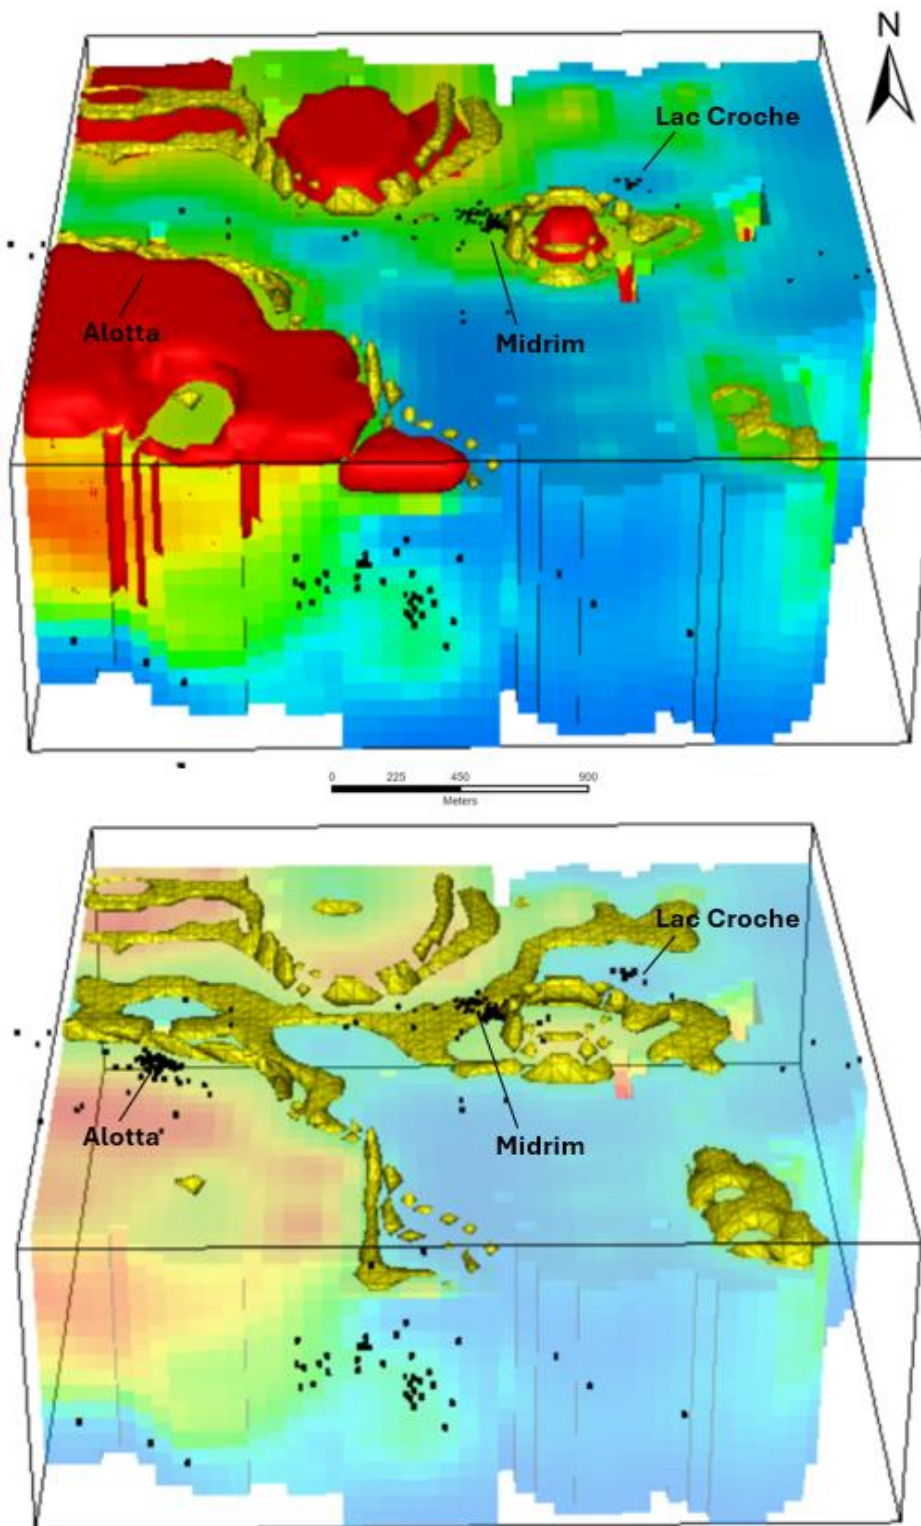 N
Lac Croche
Alotta
Midrim
0 225 450 900
Meters
Lac Croche
Alotta
Midrim